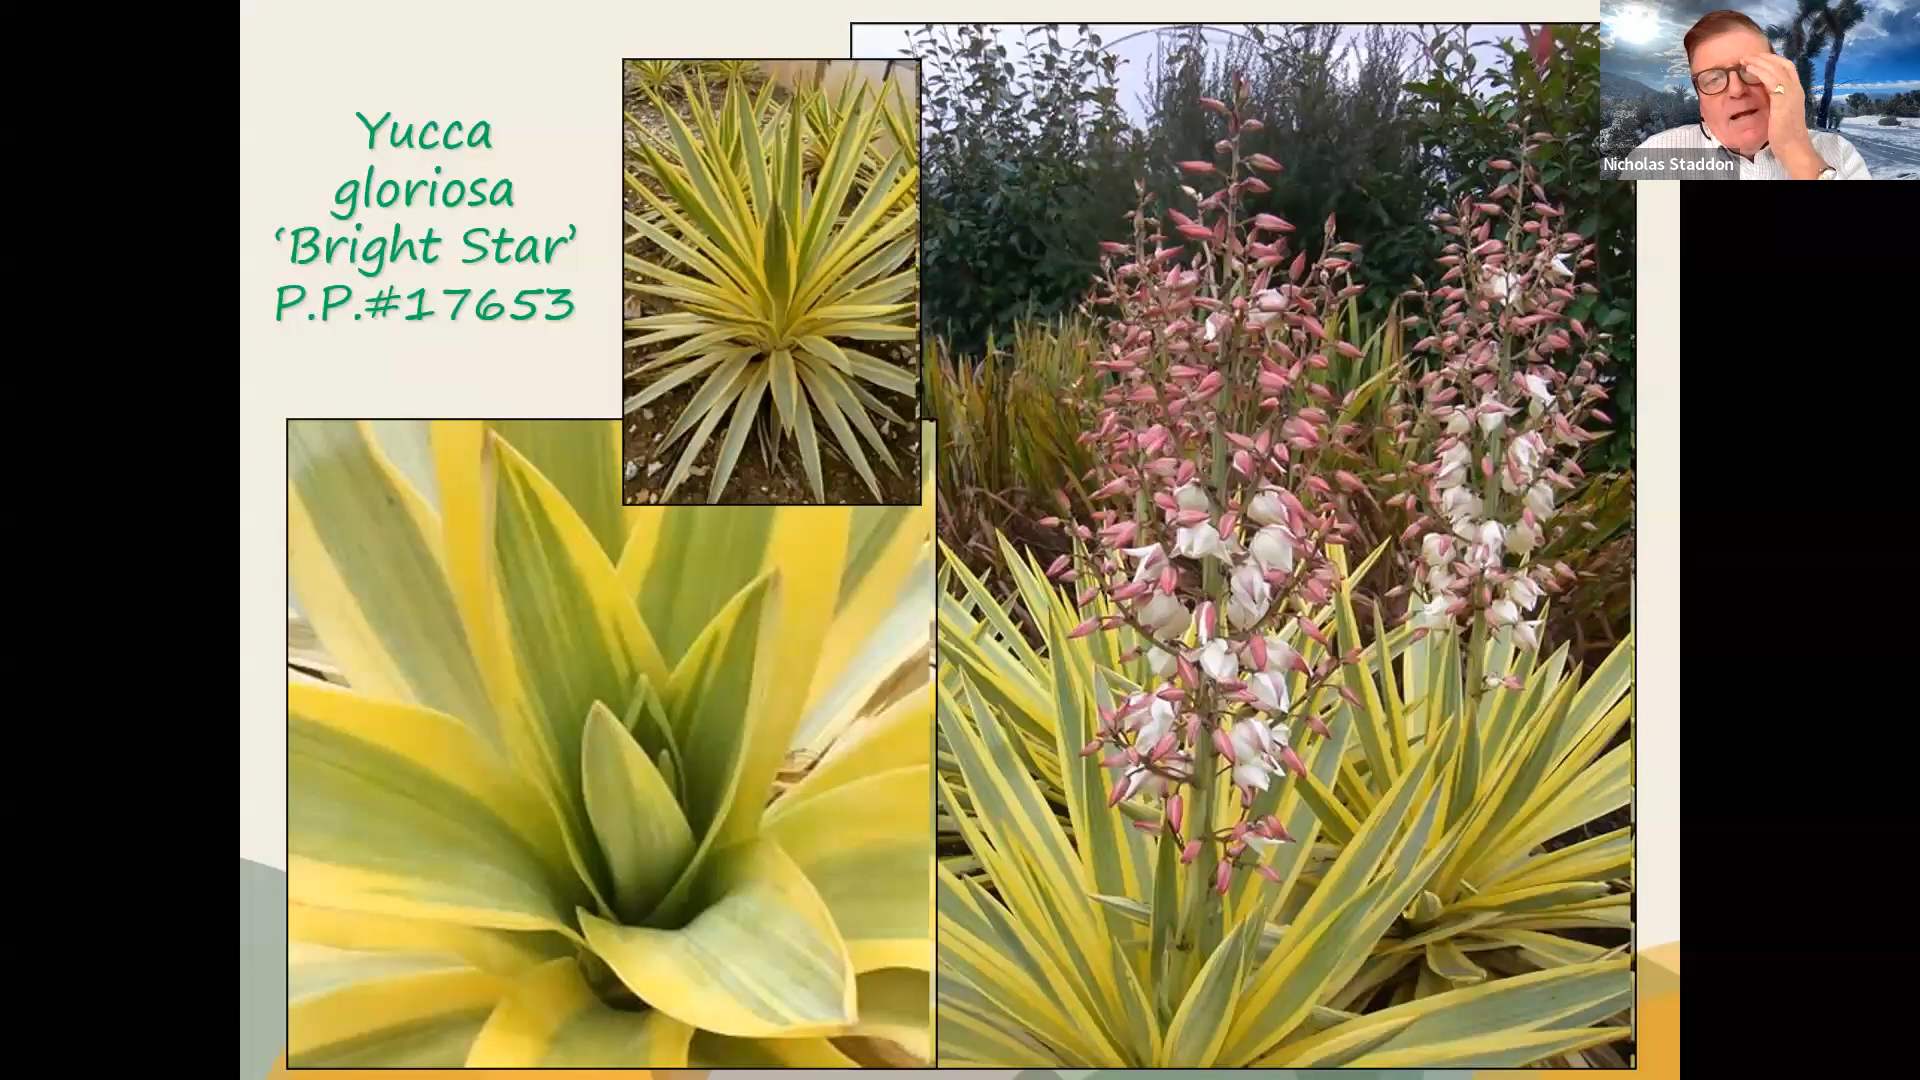 Yucca
gloriosa
‘Bright Star’
P.P.#17653
Nicholas Staddon